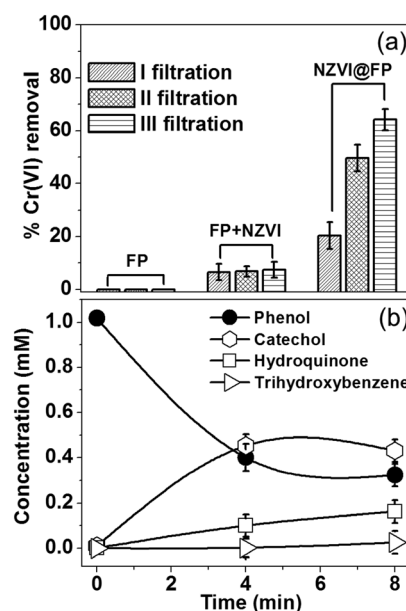 (a)
100
80
60
40
20
0
% Cr(VI) removal
I filtration
II filtration
III filtration
FP
FP+NZVI
NZVI@FP
(b)
1.0
0.8
0.6
0.4
0.2
0.0
Concentration (mM)
Phenol
Catechol
Hydroquinone
Trihydroxybenzene
0 2 4 6 8
Time (min)